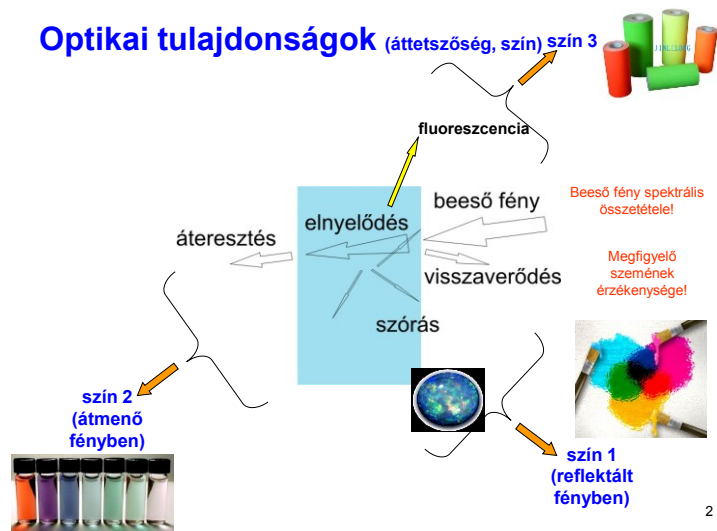 Optikai tulajdonságok (áttetszőség, szín) szín 3
fluoreszcencia
beeső fény
Beeső fény spektrális
összetétele!
elnyelődés
áteresztés
visszaverődés
Megfigyelő
szemének
érzékenysége!
szórás
szín 2
(átmenő
fényben)
szín 1
(reflektált
fényben)
2